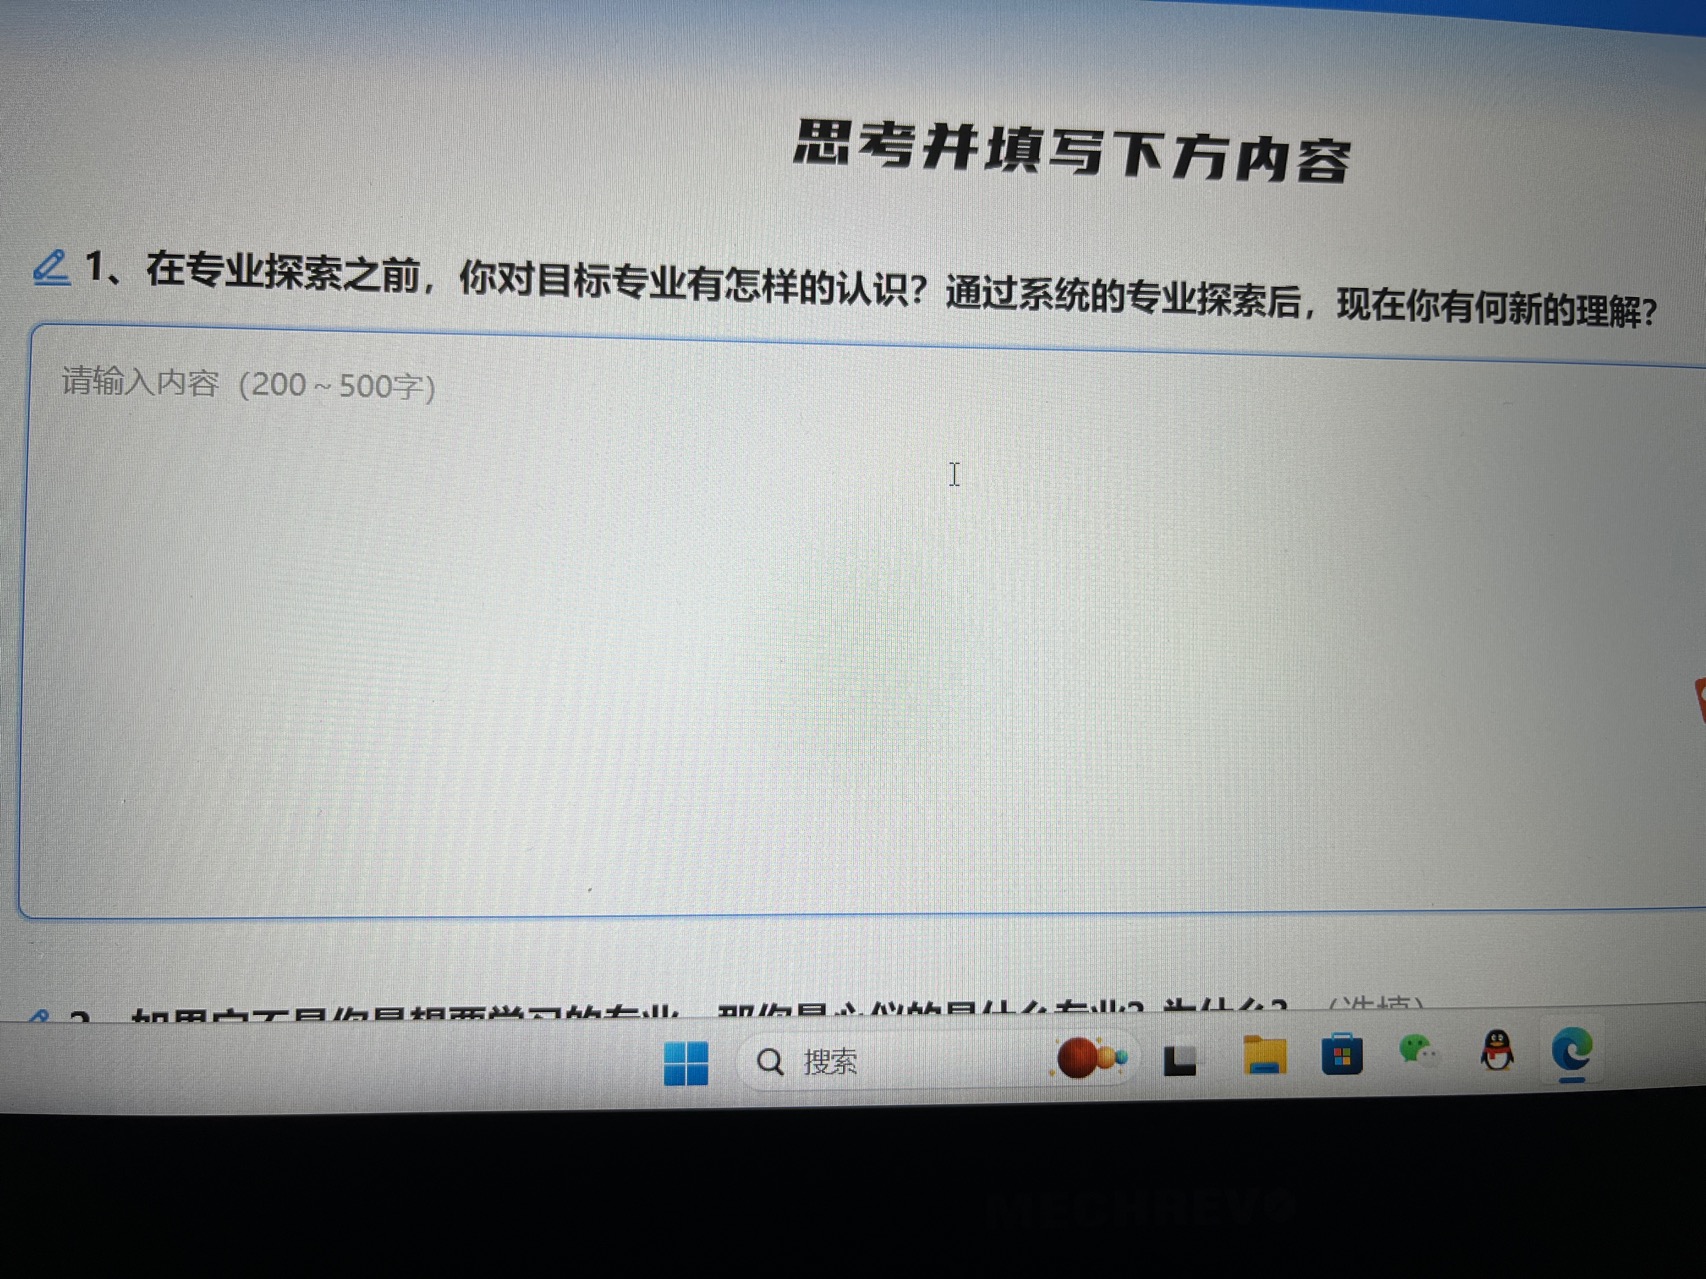 思考并填写下方内容
1、在专业探索之前，你对目标专业有怎样的认识？通过系统的专业探索后，现在你有何新的理解？
请输入内容（200～500字）
2、如果它不是你最想要学习的专业，那你最心仪的是什么专业？为什么？（选填）
搜索
MECHREVO